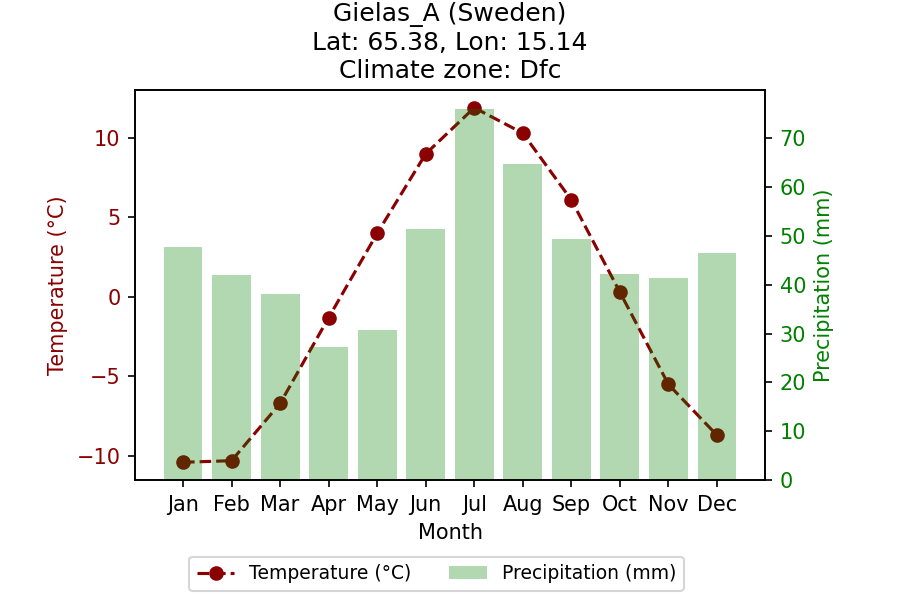 Gielas_A (Sweden)
Lat: 65.38, Lon: 15.14
Climate zone: Dfc
10
5
0
−5
−10
Temperature (°C)
70
60
50
40
30
20
10
0
Precipitation (mm)
Jan Feb Mar Apr May Jun Jul Aug Sep Oct Nov Dec
Month
Temperature (°C) Precipitation (mm)